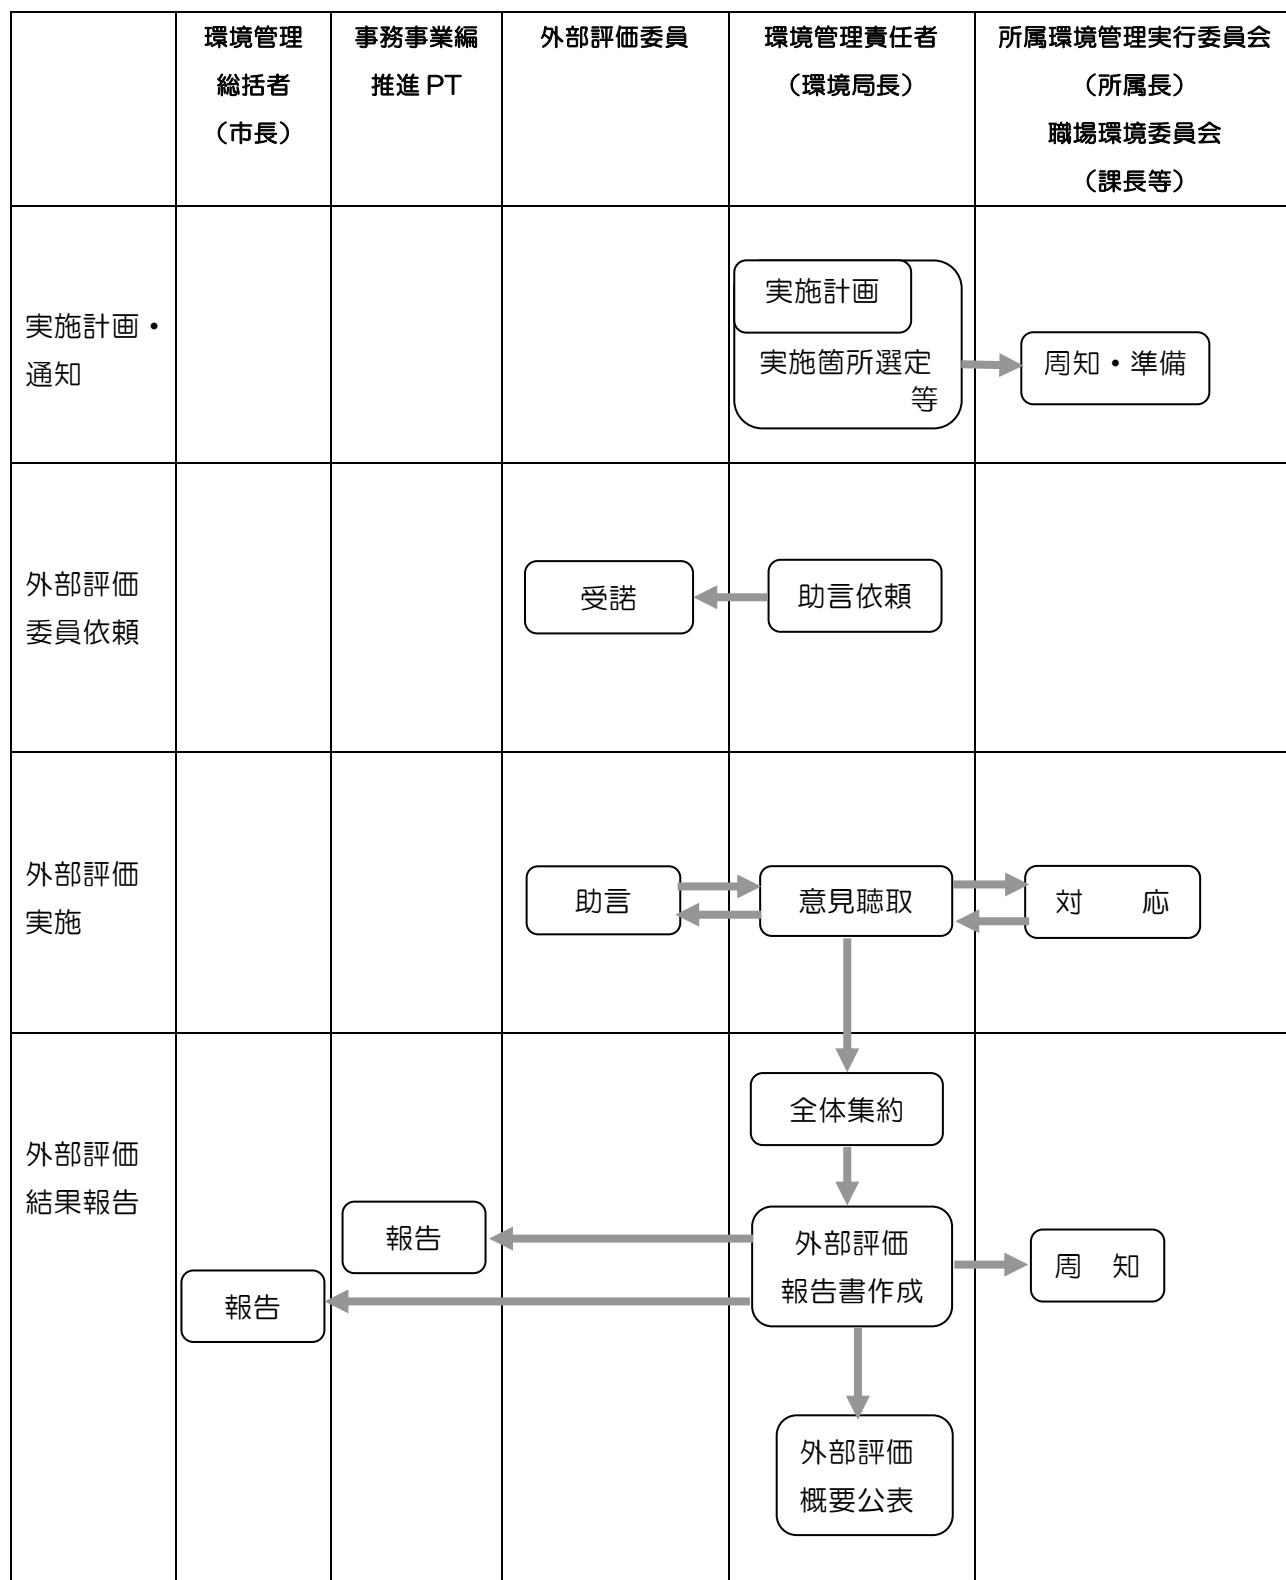 環境管理
総括者
（市長）
事務事業編
推進 PT
外部評価委員
環境管理責任者
（環境局長）
所属環境管理実行委員会
（所属長）
職場環境委員会
（課長等）
実施計画・
通知
実施計画
実施箇所選定
等
周知・準備
外部評価
委員依頼
受諾
助言依頼
外部評価
実施
助言
意見聴取
対　　応
外部評価
結果報告
全体集約
報告
報告
外部評価
報告書作成
周　知
外部評価
概要公表